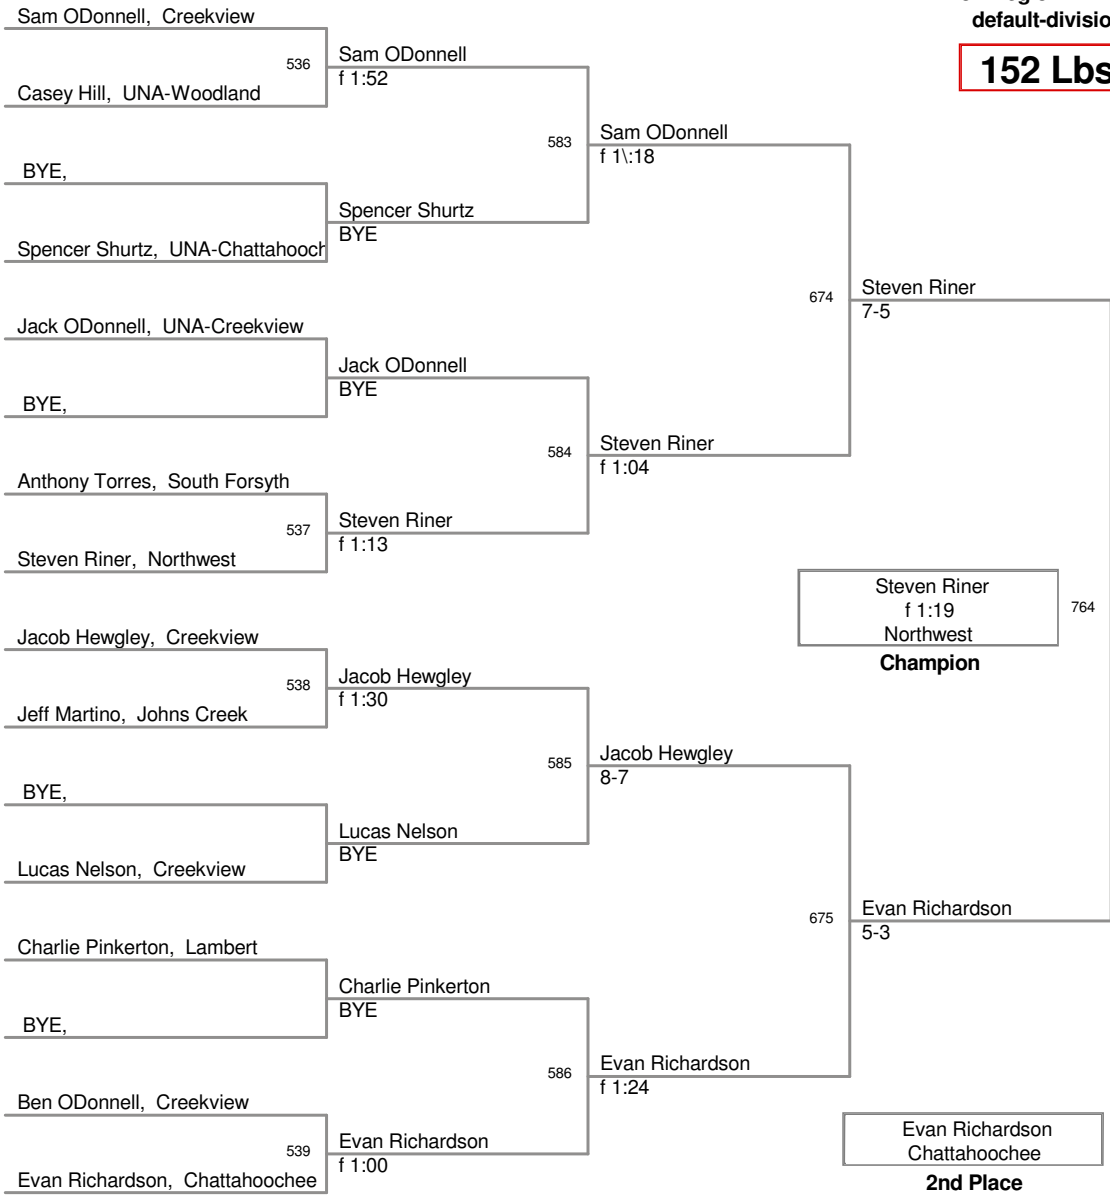 default-divisio
152 Lbs
Sam ODonnell, Creekview
536
Sam ODonnell
f 1:52
Casey Hill, UNA-Woodland
583
Sam ODonnell
f 1\:18
BYE,
Spencer Shurtz
BYE
Spencer Shurtz, UNA-Chattahooch
674
Steven Riner
7-5
Jack ODonnell, UNA-Creekview
Jack ODonnell
BYE
BYE,
584
Steven Riner
f 1:04
Anthony Torres, South Forsyth
537
Steven Riner
f 1:13
Steven Riner, Northwest
Steven Riner
f 1:19
Northwest
764
Champion
Jacob Hewgley, Creekview
538
Jacob Hewgley
f 1:30
Jeff Martino, Johns Creek
585
Jacob Hewgley
8-7
BYE,
Lucas Nelson
BYE
Lucas Nelson, Creekview
675
Evan Richardson
5-3
Charlie Pinkerton, Lambert
Charlie Pinkerton
BYE
BYE,
586
Evan Richardson
f 1:24
Ben ODonnell, Creekview
539
Evan Richardson
f 1:00
Evan Richardson, Chattahoochee
Evan Richardson
Chattahoochee
2nd Place